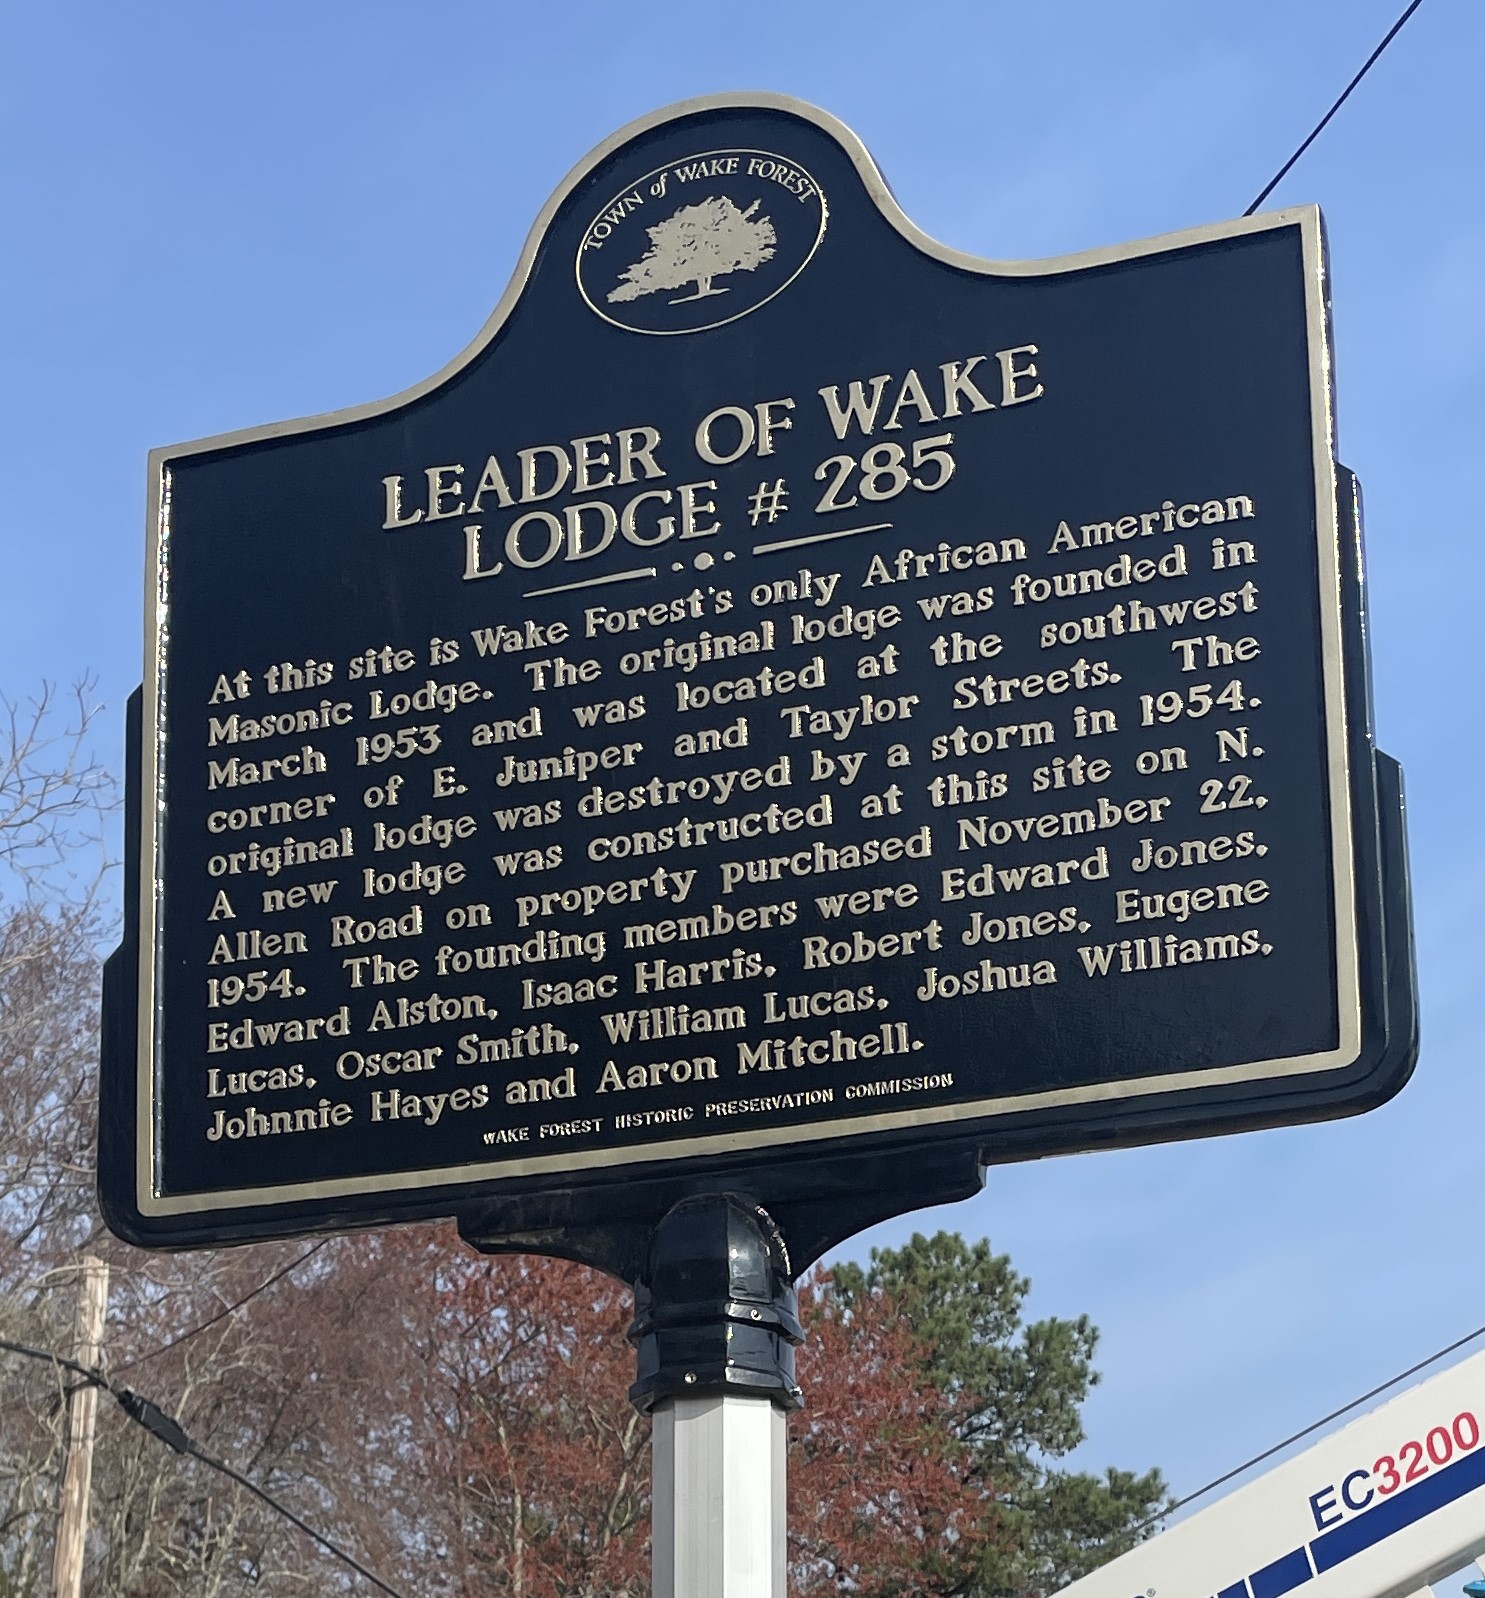 TOWN of WAKE FOREST
LEADER OF WAKE
LODGE # 285
At this site is Wake Forest's only African American
Masonic Lodge. The original lodge was founded in
March 1953 and was located at the southwest
corner of E. Juniper and Taylor Streets. The
original lodge was destroyed by a storm in 1954.
A new lodge was constructed at this site on N.
Allen Road on property purchased November 22,
1954. The founding members were Edward Jones,
Edward Alston, Isaac Harris, Robert Jones, Eugene
Lucas, Oscar Smith, William Lucas, Joshua Williams,
Johnnie Hayes and Aaron Mitchell.
WAKE FOREST HISTORIC PRESERVATION COMMISSION
EC3200